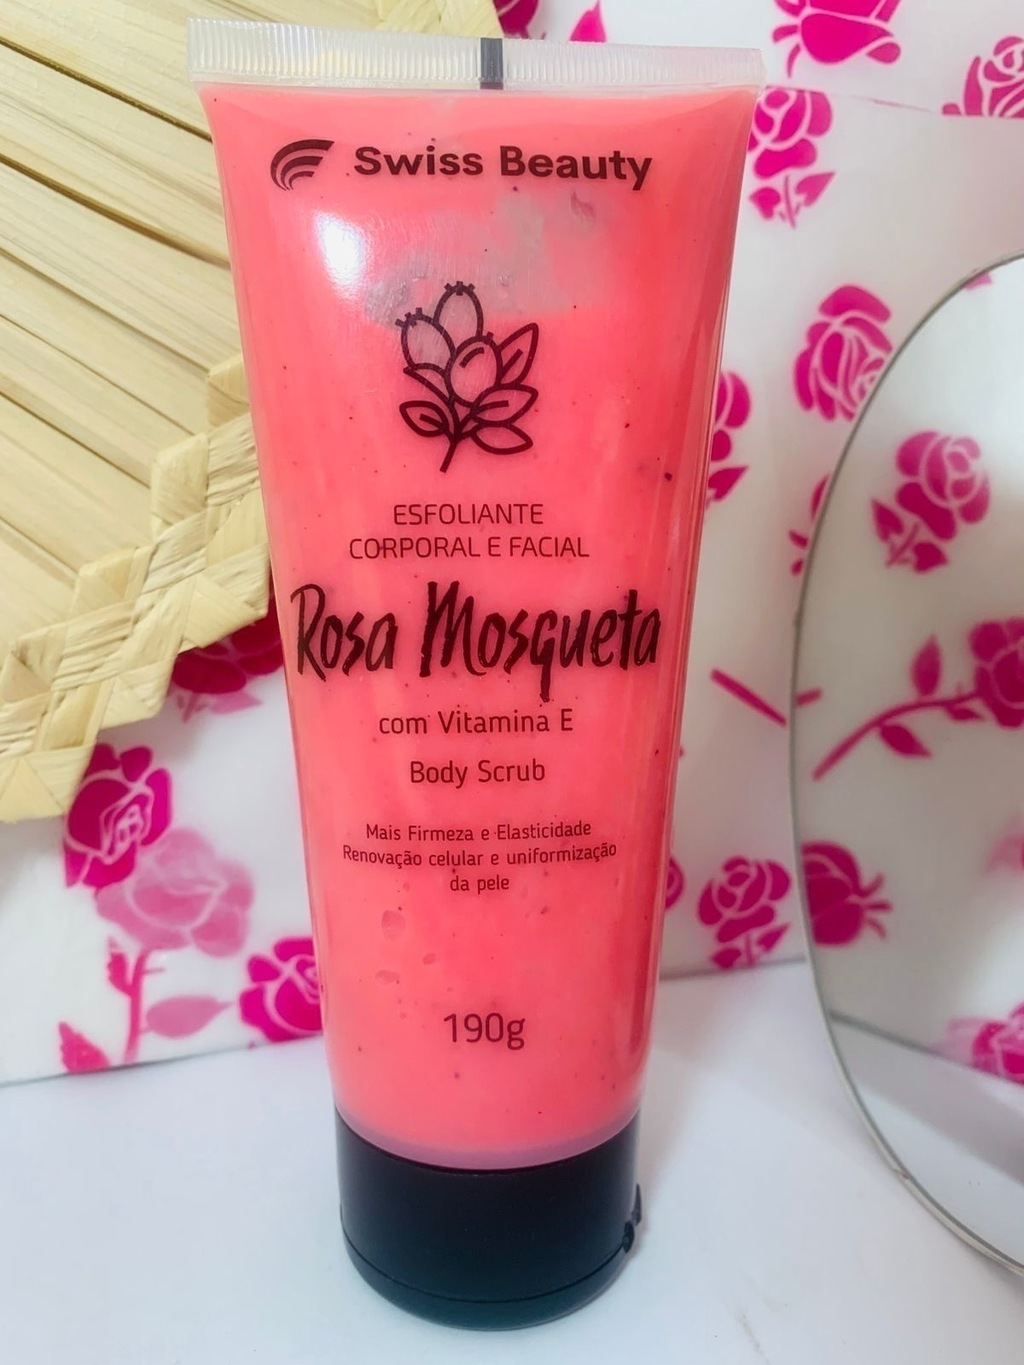 Swiss Beauty
ESFOLIANTE
CORPORAL E FACIAL
Rosa Mosqueta
com Vitamina E
Body Scrub
Mais Firmeza e Elasticidade
Renovação celular e uniformização
da pele
190g